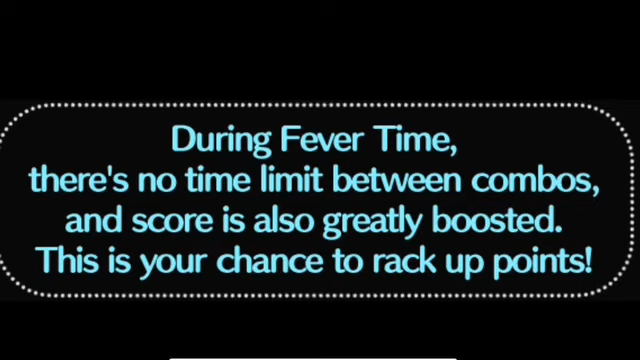 During Fever Time,
there's no time limit between combos,
and score is also greatly boosted.
This is your chance to rack up points!